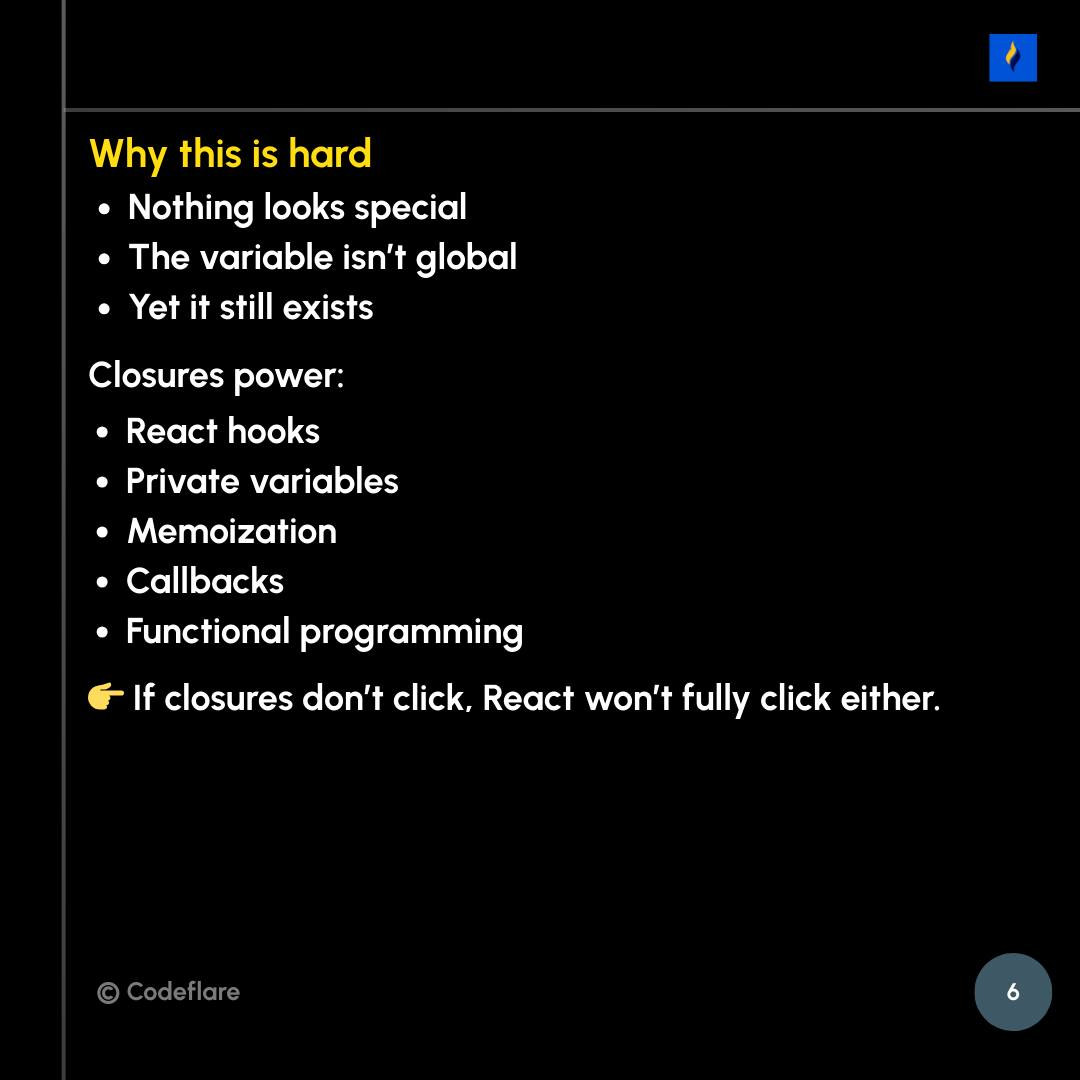 Why this is hard
• Nothing looks special
• The variable isn’t global
• Yet it still exists
Closures power:
• React hooks
• Private variables
• Memoization
• Callbacks
• Functional programming
👉 If closures don’t click, React won’t fully click either.
© Codeflare
6